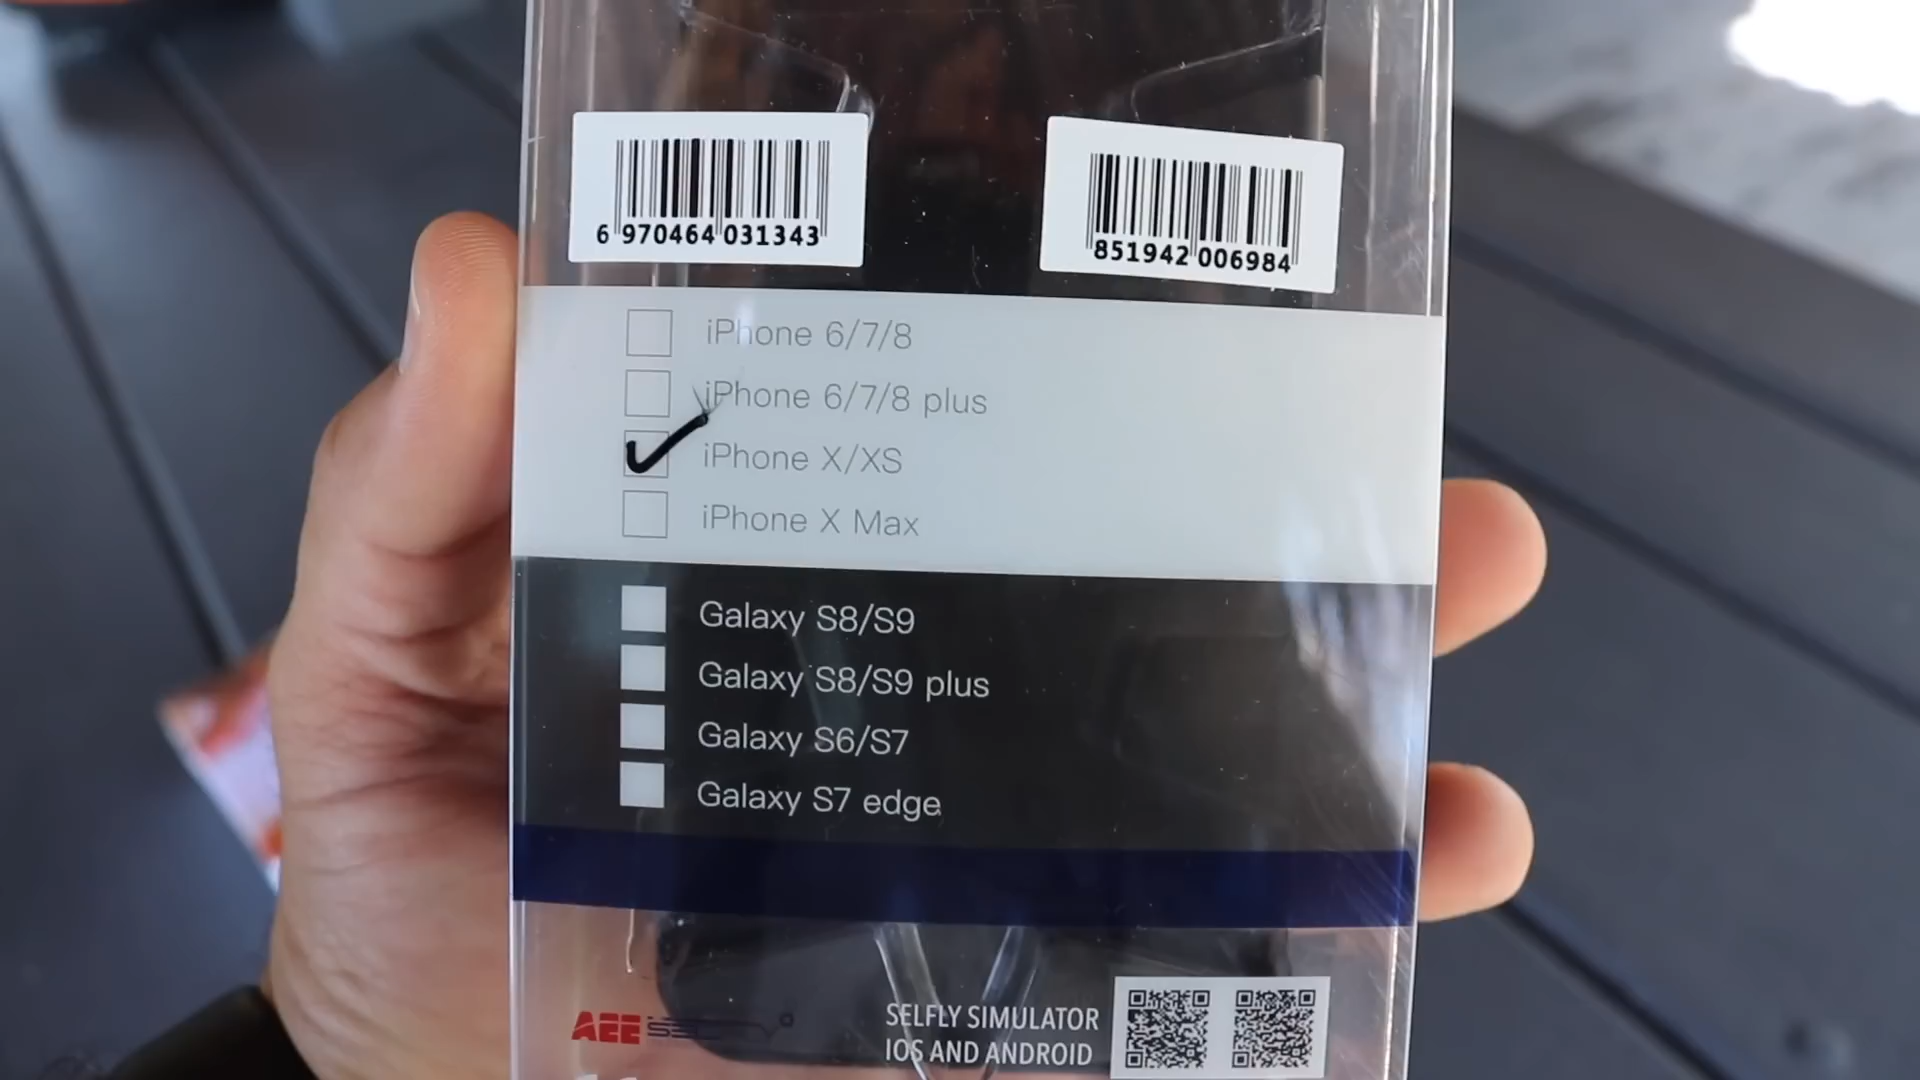 6 970464 031343
851942 006984
iPhone 6/7/8
iPhone 6/7/8 plus
iPhone X/XS
iPhone X Max
Galaxy S8/S9
Galaxy S8/S9 plus
Galaxy S6/S7
Galaxy S7 edge
AEE
SELFLY SIMULATOR
IOS AND ANDROID